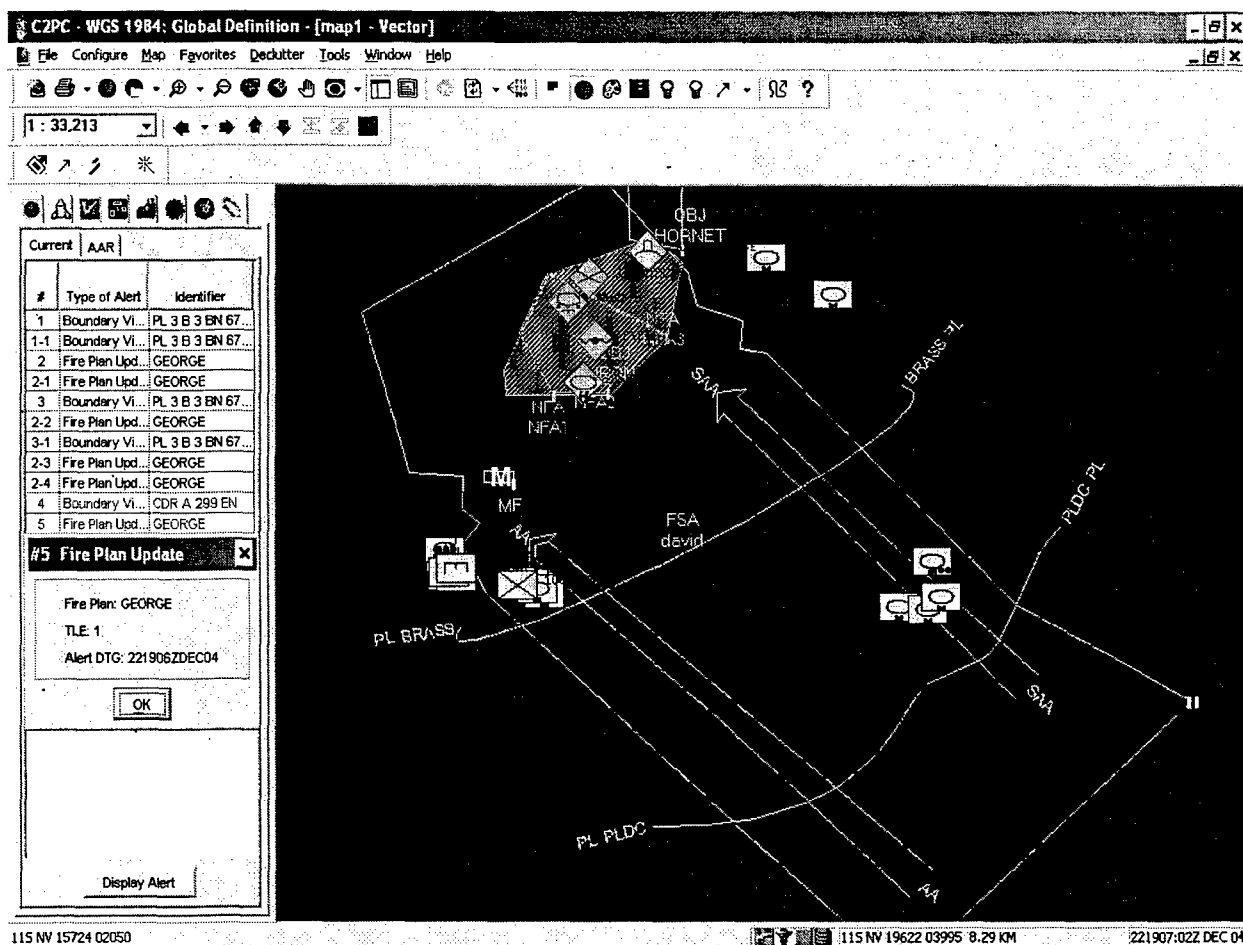 C2PC - WGS 1984: Global Definition - [map1 - Vector]
File Configure Map Favorites Declutter Tools Window Help
1 : 33,213
Current AAR
# Type of Alert Identifier
1 Boundary Vi... PL 3 B 3 BN 67...
1-1 Boundary Vi... PL 3 B 3 BN 67...
2 Fire Plan Upd... GEORGE
2-1 Fire Plan Upd... GEORGE
3 Boundary Vi... PL 3 B 3 BN 67...
2-2 Fire Plan Upd... GEORGE
3-1 Boundary Vi... PL 3 B 3 BN 67...
2-3 Fire Plan Upd... GEORGE
2-4 Fire Plan Upd... GEORGE
4 Boundary Vi... CDR A 299 EN
5 Fire Plan Upd... GEORGE
#5 Fire Plan Update
Fire Plan: GEORGE
TLE: 1
Alert DTG: 221906ZDEC04
OK
Display Alert
OBJ
HORNET
NFA3
NFA NFA2
NFA1
SAA
BRASS PL
MF
AA
FSA
david
PLDC PL
PL BRASS
SAA
II
PL PLDC
AA
11S NV 15724 02050
11S NV 19622 03995 8.29 KM
221907:02Z DEC 04